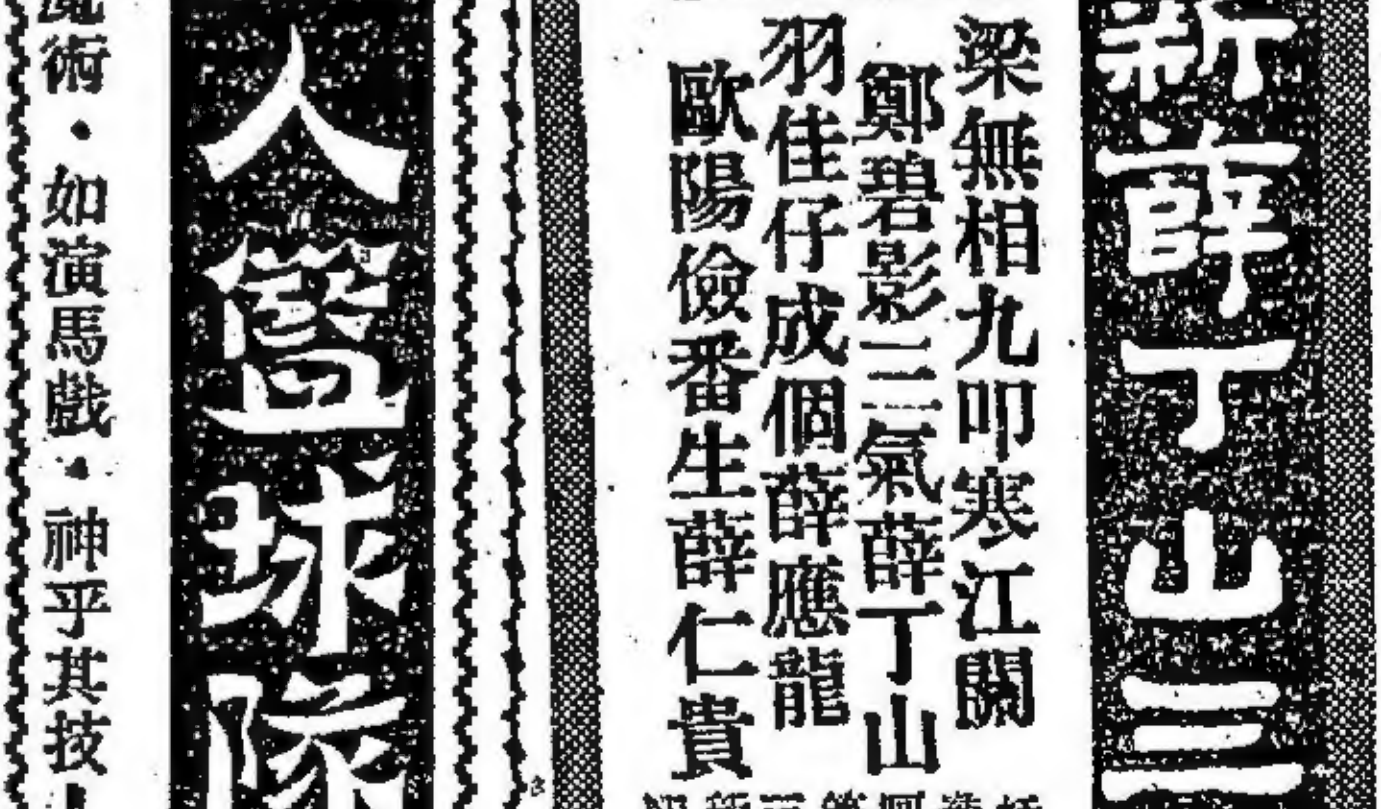 新薛丁山三
梁無相九叩寒江關
鄭碧影三氣薛丁山
羽佳仔成個薛應龍
歐陽儉番生薛仁貴
人籃球隊
術・如演馬戲・神乎其技